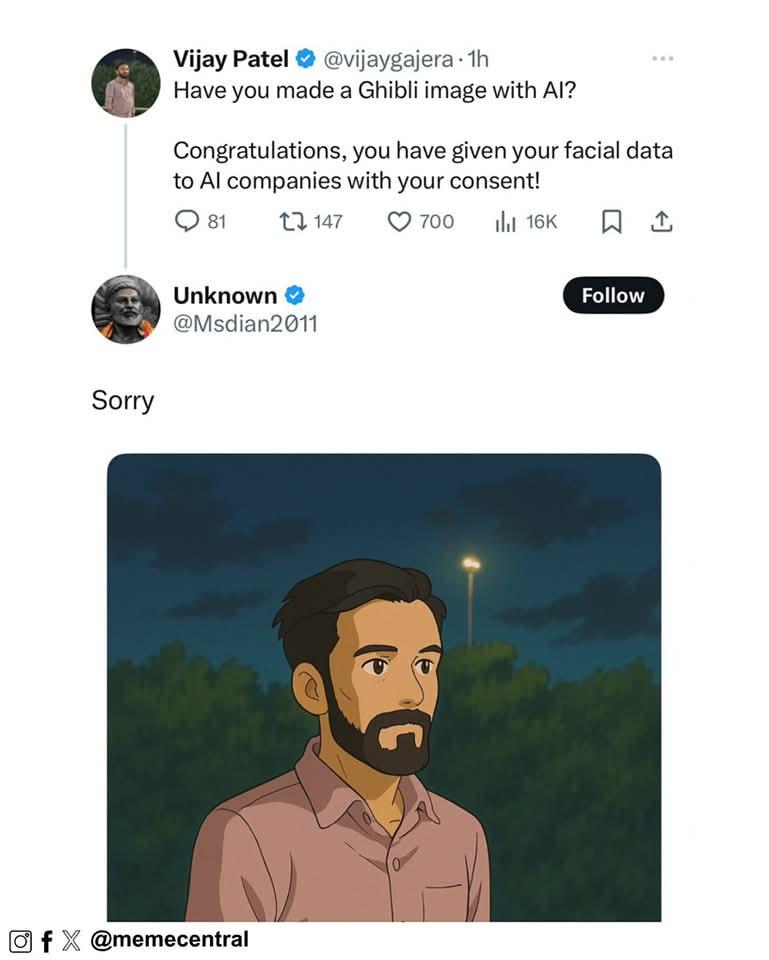 Vijay Patel @vijaygajera · 1h
Have you made a Ghibli image with AI?
Congratulations, you have given your facial data
to AI companies with your consent!
81 147 700 16K
Unknown
Follow
@Msdian2011
Sorry
@memecentral